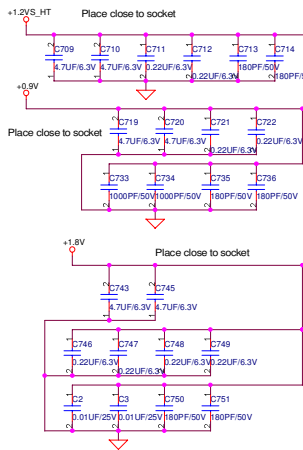 +1.2VS_HT Place close to socket
C709 C710 C711 C712 C713 C714
4.7UF/6.3V 4.7UF/6.3V 0.22UF/6.3V 0.22UF/6.3V 180PF/50V 180PF/50V
+0.9V
Place close to socket
C719 C720 C721 C722
4.7UF/6.3V 4.7UF/6.3V 0.22UF/6.3V 0.22UF/6.3V
C733 C734 C735 C736
1000PF/50V 1000PF/50V 180PF/50V 180PF/50V
+1.8V
Place close to socket
C743 C745
4.7UF/6.3V 4.7UF/6.3V
C746 C747 C748 C749
0.22UF/6.3V 0.22UF/6.3V 0.22UF/6.3V 0.22UF/6.3V
C2 C3 C750 C751
0.01UF/25V 0.01UF/25V 180PF/50V 180PF/50V